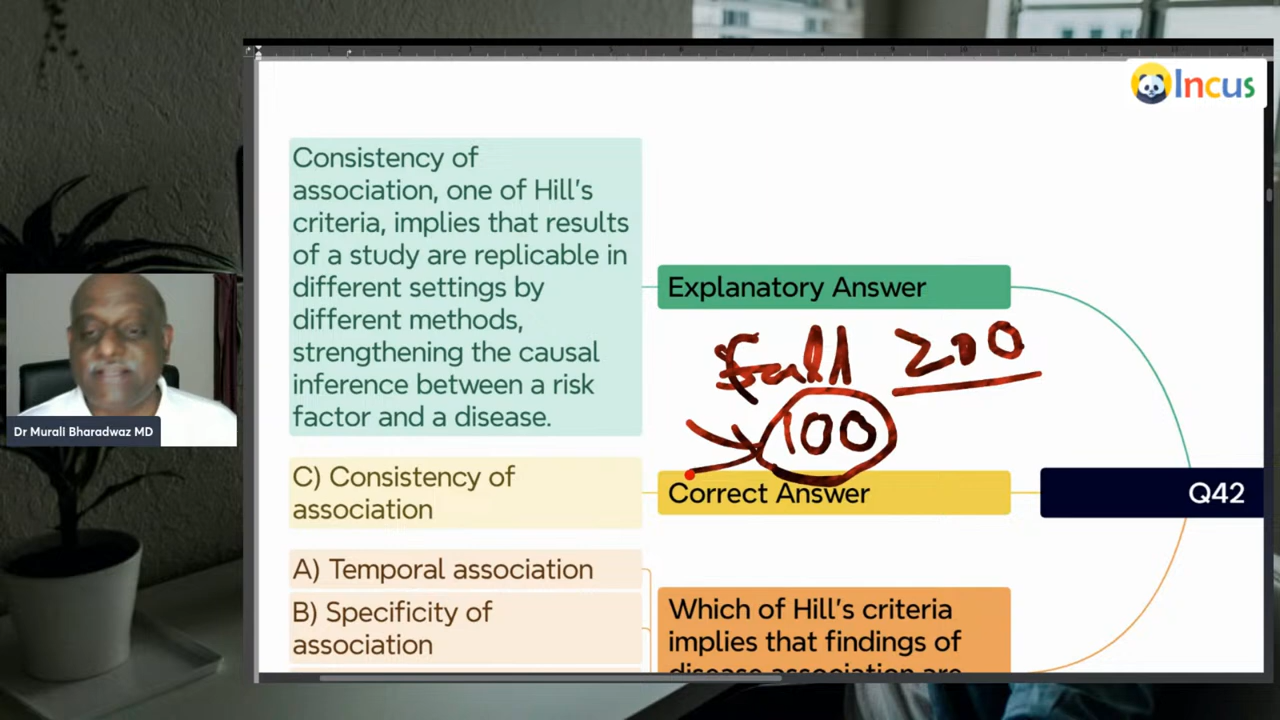 Incus
Consistency of
association, one of Hill's
criteria, implies that results
of a study are replicable in
different settings by
different methods,
strengthening the causal
inference between a risk
factor and a disease.
Explanatory Answer
fall 200
100
Dr Murali Bharadwaz MD
C) Consistency of
association
Correct Answer
Q42
A) Temporal association
B) Specificity of
association
Which of Hill's criteria
implies that findings of
disease association are